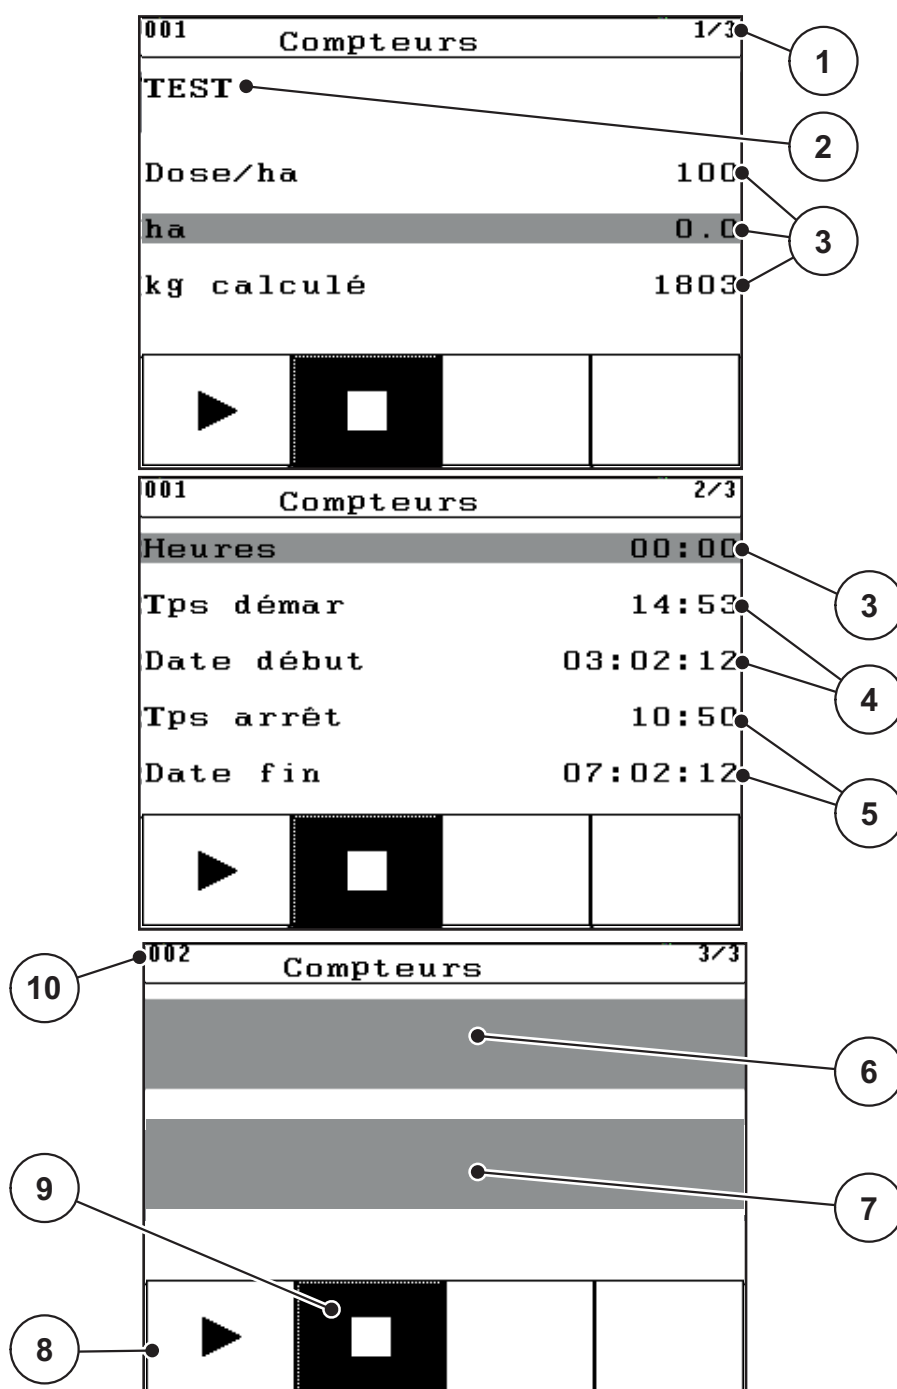 001 Compteurs 1/3
1
TEST
2
Dose/ha 100
ha 0.0
3
kg calculé 1803
001 Compteurs 2/3
Heures 00:00
3
Tps démar 14:53
Date début 03:02:12
4
Tps arrêt 10:50
Date fin 07:02:12
5
002 Compteurs 3/3
10
6
9
7
8